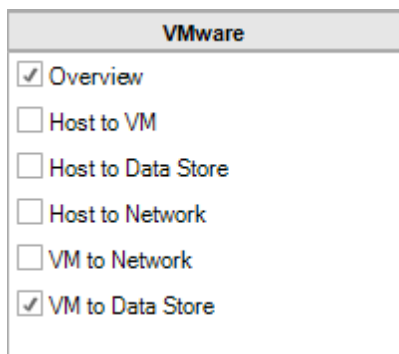 VMware
Overview
Host to VM
Host to Data Store
Host to Network
VM to Network
VM to Data Store